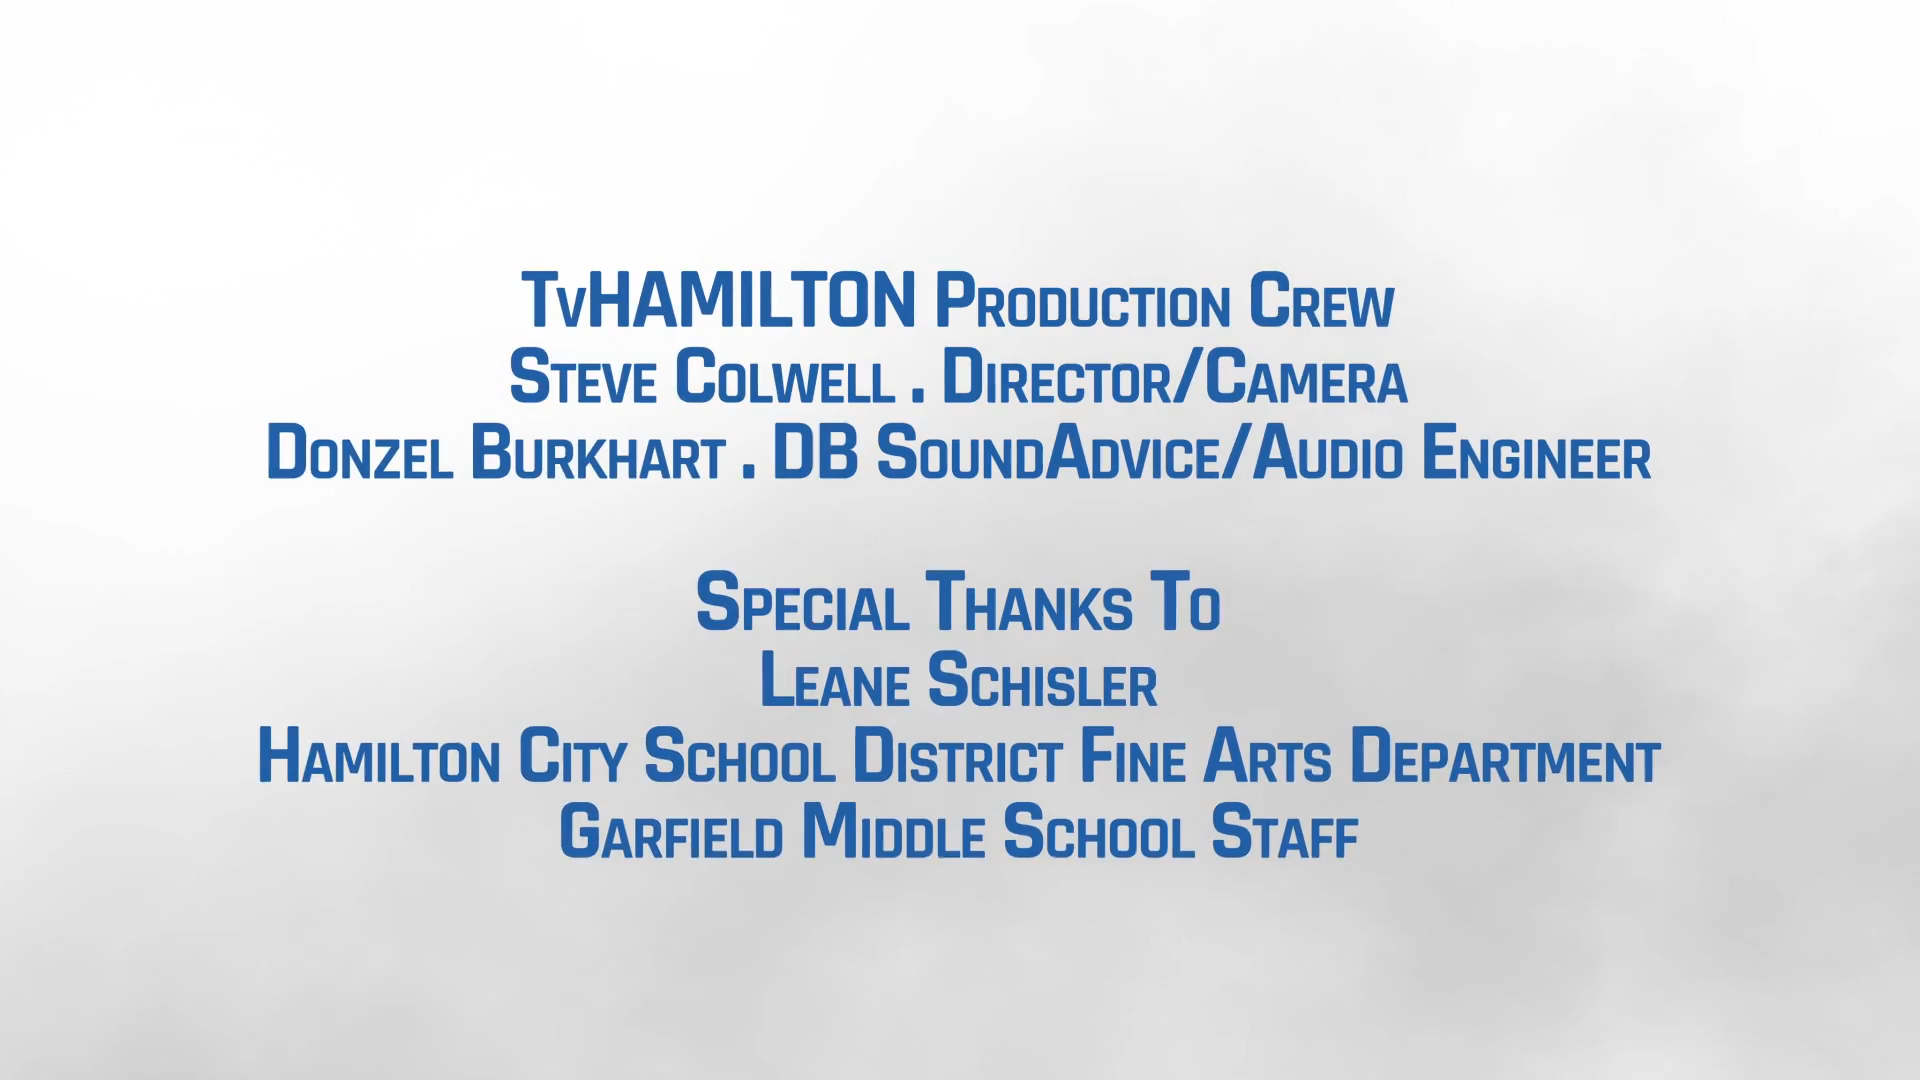 TvHAMILTON Production Crew
Steve Colwell . Director/Camera
Donzel Burkhart . DB SoundAdvice/Audio Engineer
Special Thanks To
Leane Schisler
Hamilton City School District Fine Arts Department
Garfield Middle School Staff